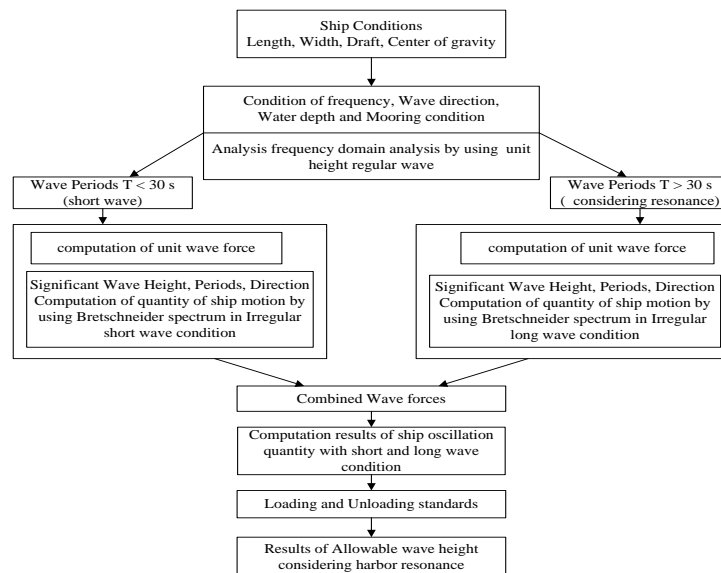 Ship Conditions
Length, Width, Draft, Center of gravity
Condition of frequency, Wave direction,
Water depth and Mooring condition
Analysis frequency domain analysis by using unit
height regular wave
Wave Periods T < 30 s
(short wave)
Wave Periods T > 30 s
( considering resonance)
computation of unit wave force
Significant Wave Height, Periods, Direction
Computation of quantity of ship motion by
using Bretschneider spectrum in Irregular
short wave condition
computation of unit wave force
Significant Wave Height, Periods, Direction
Computation of quantity of ship motion by
using Bretschneider spectrum in Irregular
long wave condition
Combined Wave forces
Computation results of ship oscillation
quantity with short and long wave
condition
Loading and Unloading standards
Results of Allowable wave height
considering harbor resonance